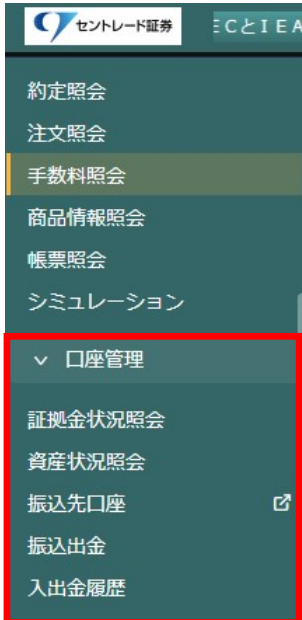 セントレード証券 ECとIEA
約定照会
注文照会
手数料照会
商品情報照会
帳票照会
シミュレーション
口座管理
証拠金状況照会
資産状況照会
振込先口座
振込出金
入出金履歴